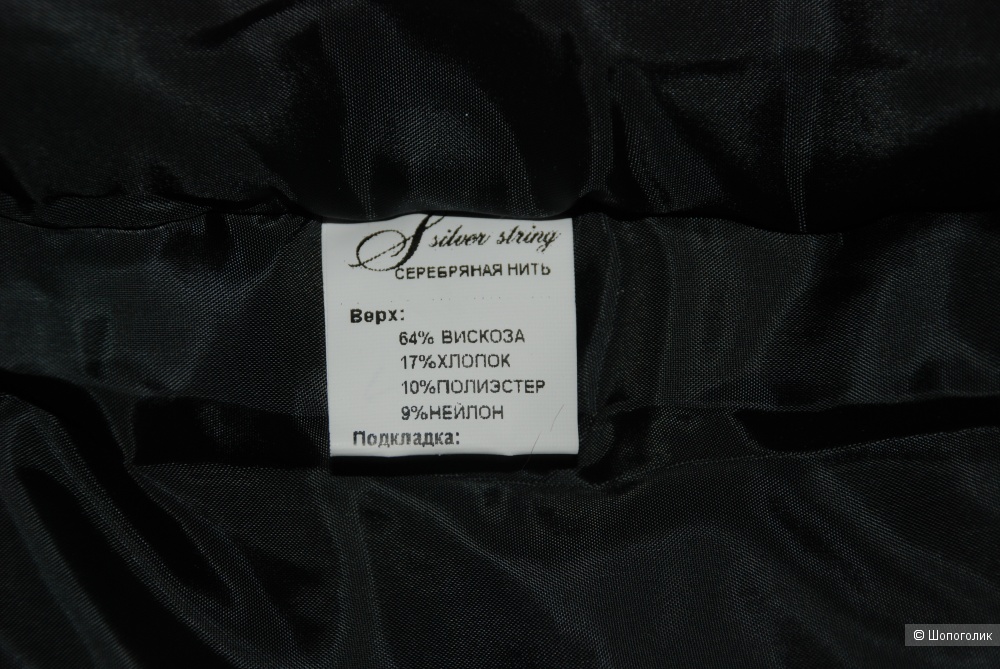 silver string
СЕРЕБРЯНАЯ НИТЬ
Верх:
64% ВИСКОЗА
17%ХЛОПОК
10%ПОЛИЭСТЕР
9%НЕЙЛОН
Подкладка:
© Шопоголик